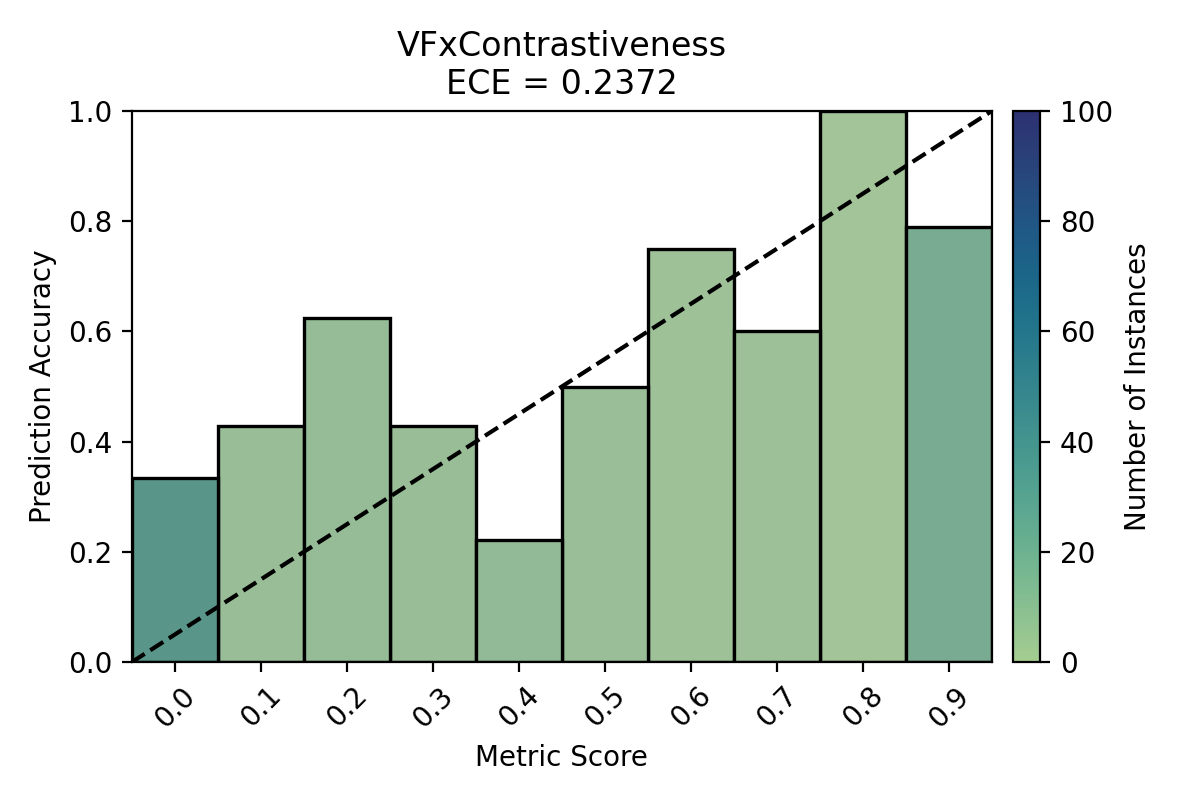 VFxContrastiveness
ECE = 0.2372
Prediction Accuracy
1.0
0.8
0.6
0.4
0.2
0.0
0.0 0.1 0.2 0.3 0.4 0.5 0.6 0.7 0.8 0.9
Metric Score
100
80
60
40
20
0
Number of Instances